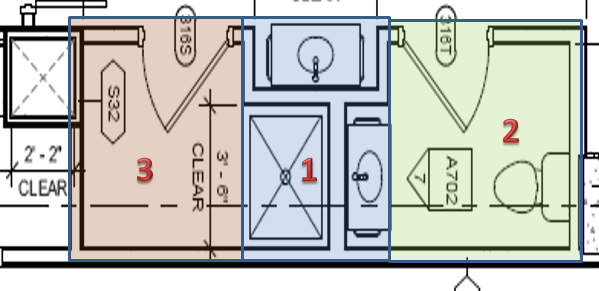 316S
316T
S32
2
2' - 2"
3
3' - 6"
CLEAR
1
A702
7
CLEAR